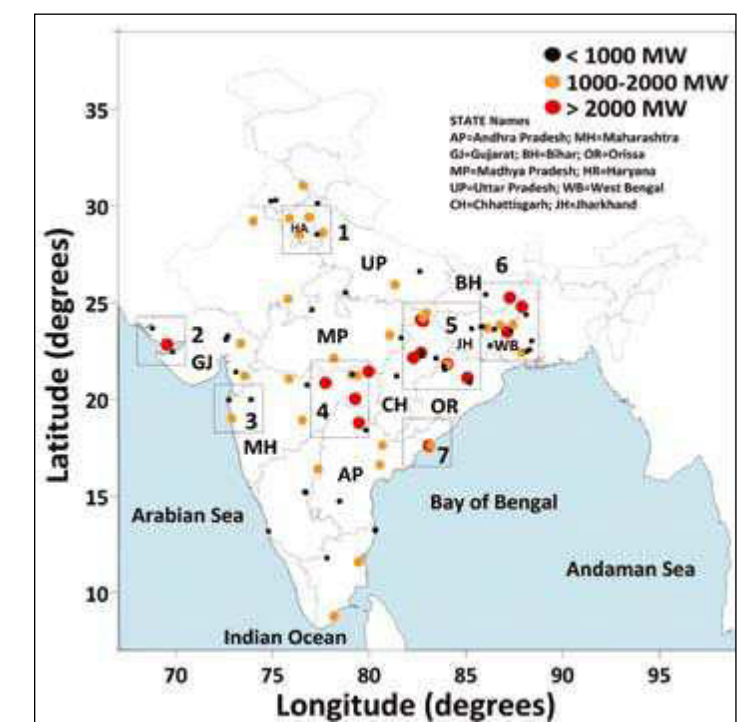 < 1000 MW
1000-2000 MW
> 2000 MW
STATE Names
AP=Andhra Pradesh; MH=Maharashtra
GJ=Gujarat; BH=Bihar; OR=Orissa
MP=Madhya Pradesh; HR=Haryana
UP=Uttar Pradesh; WB=West Bengal
CH=Chhattisgarh; JH=Jharkhand
35
30
HA
1
UP
6
BH
25
2
5
MP
JH
WB
GJ
20
4
CH
OR
3
MH
7
AP
15
Bay of Bengal
Arabian Sea
Andaman Sea
10
Indian Ocean
70 75 80 85 90 95
Latitude (degrees)
Longitude (degrees)